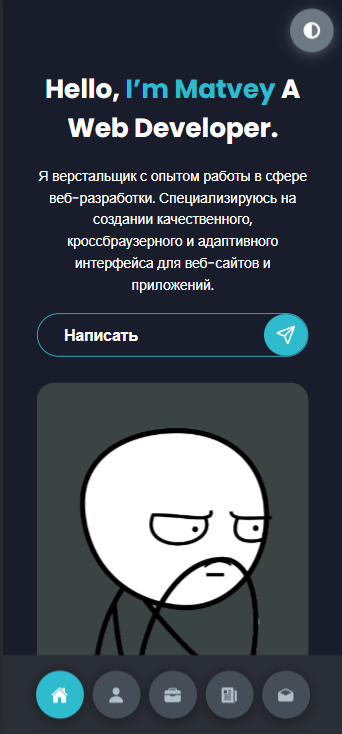 Hello, I'm Matvey A
Web Developer.
Я верстальщик с опытом работы в сфере
веб-разработки. Специализируюсь на
создании качественного,
кроссбраузерного и адаптивного
интерфейса для веб-сайтов и
приложений.
Написать